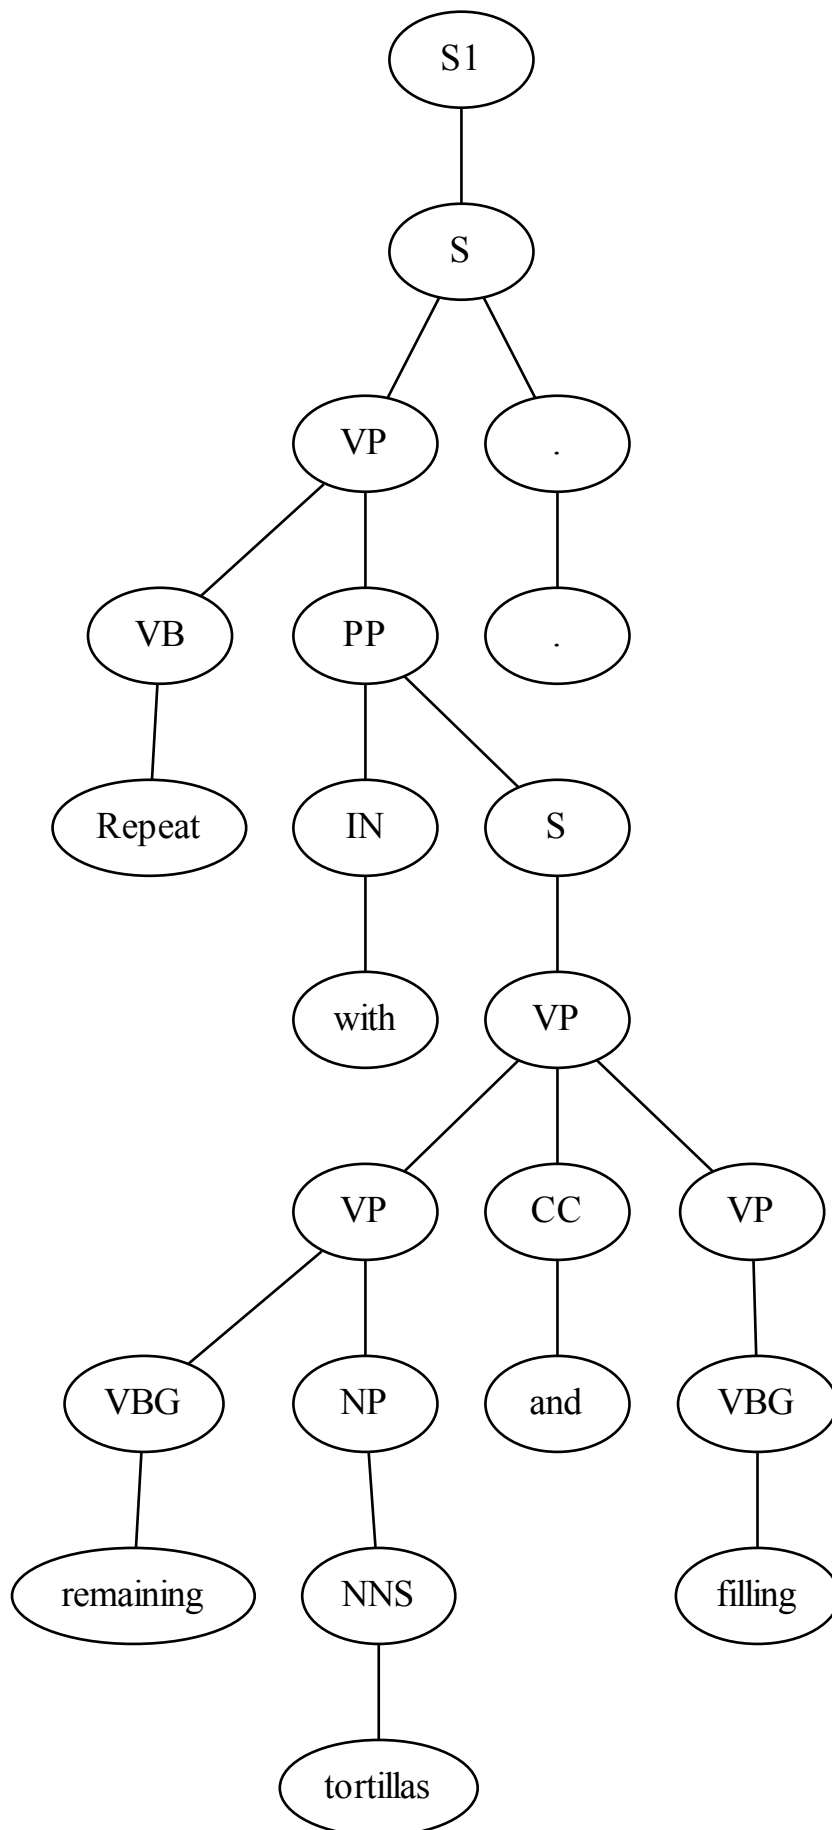 S1
S
VP .
VB PP .
Repeat IN S
with VP
VP CC VP
VBG NP and VBG
remaining NNS filling
tortillas